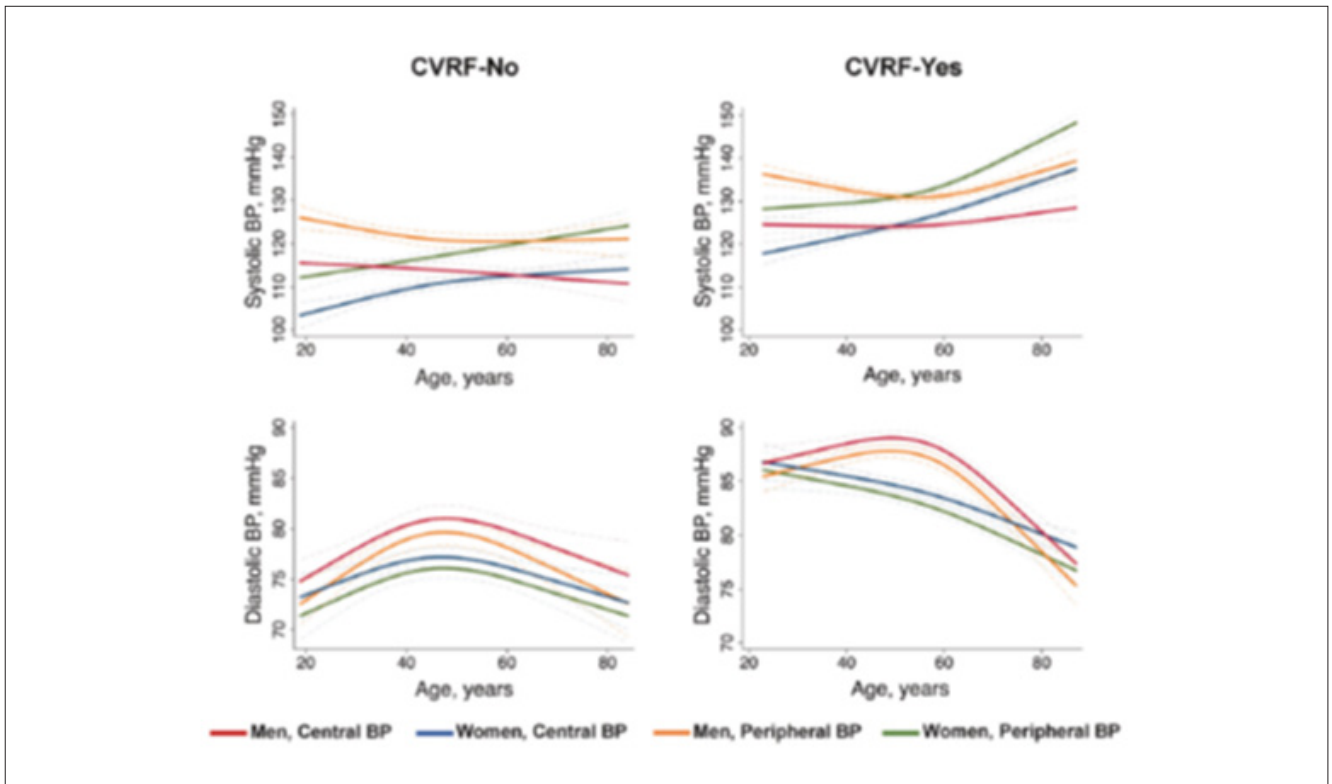 CVRF-No
CVRF-Yes
Systolic BP, mmHg
150
140
130
120
110
100
20 40 60 80
Age, years
Systolic BP, mmHg
150
140
130
120
110
100
20 40 60 80
Age, years
Diastolic BP, mmHg
90
85
80
75
70
20 40 60 80
Age, years
Diastolic BP, mmHg
90
85
80
75
70
20 40 60 80
Age, years
Men, Central BP Women, Central BP Men, Peripheral BP Women, Peripheral BP